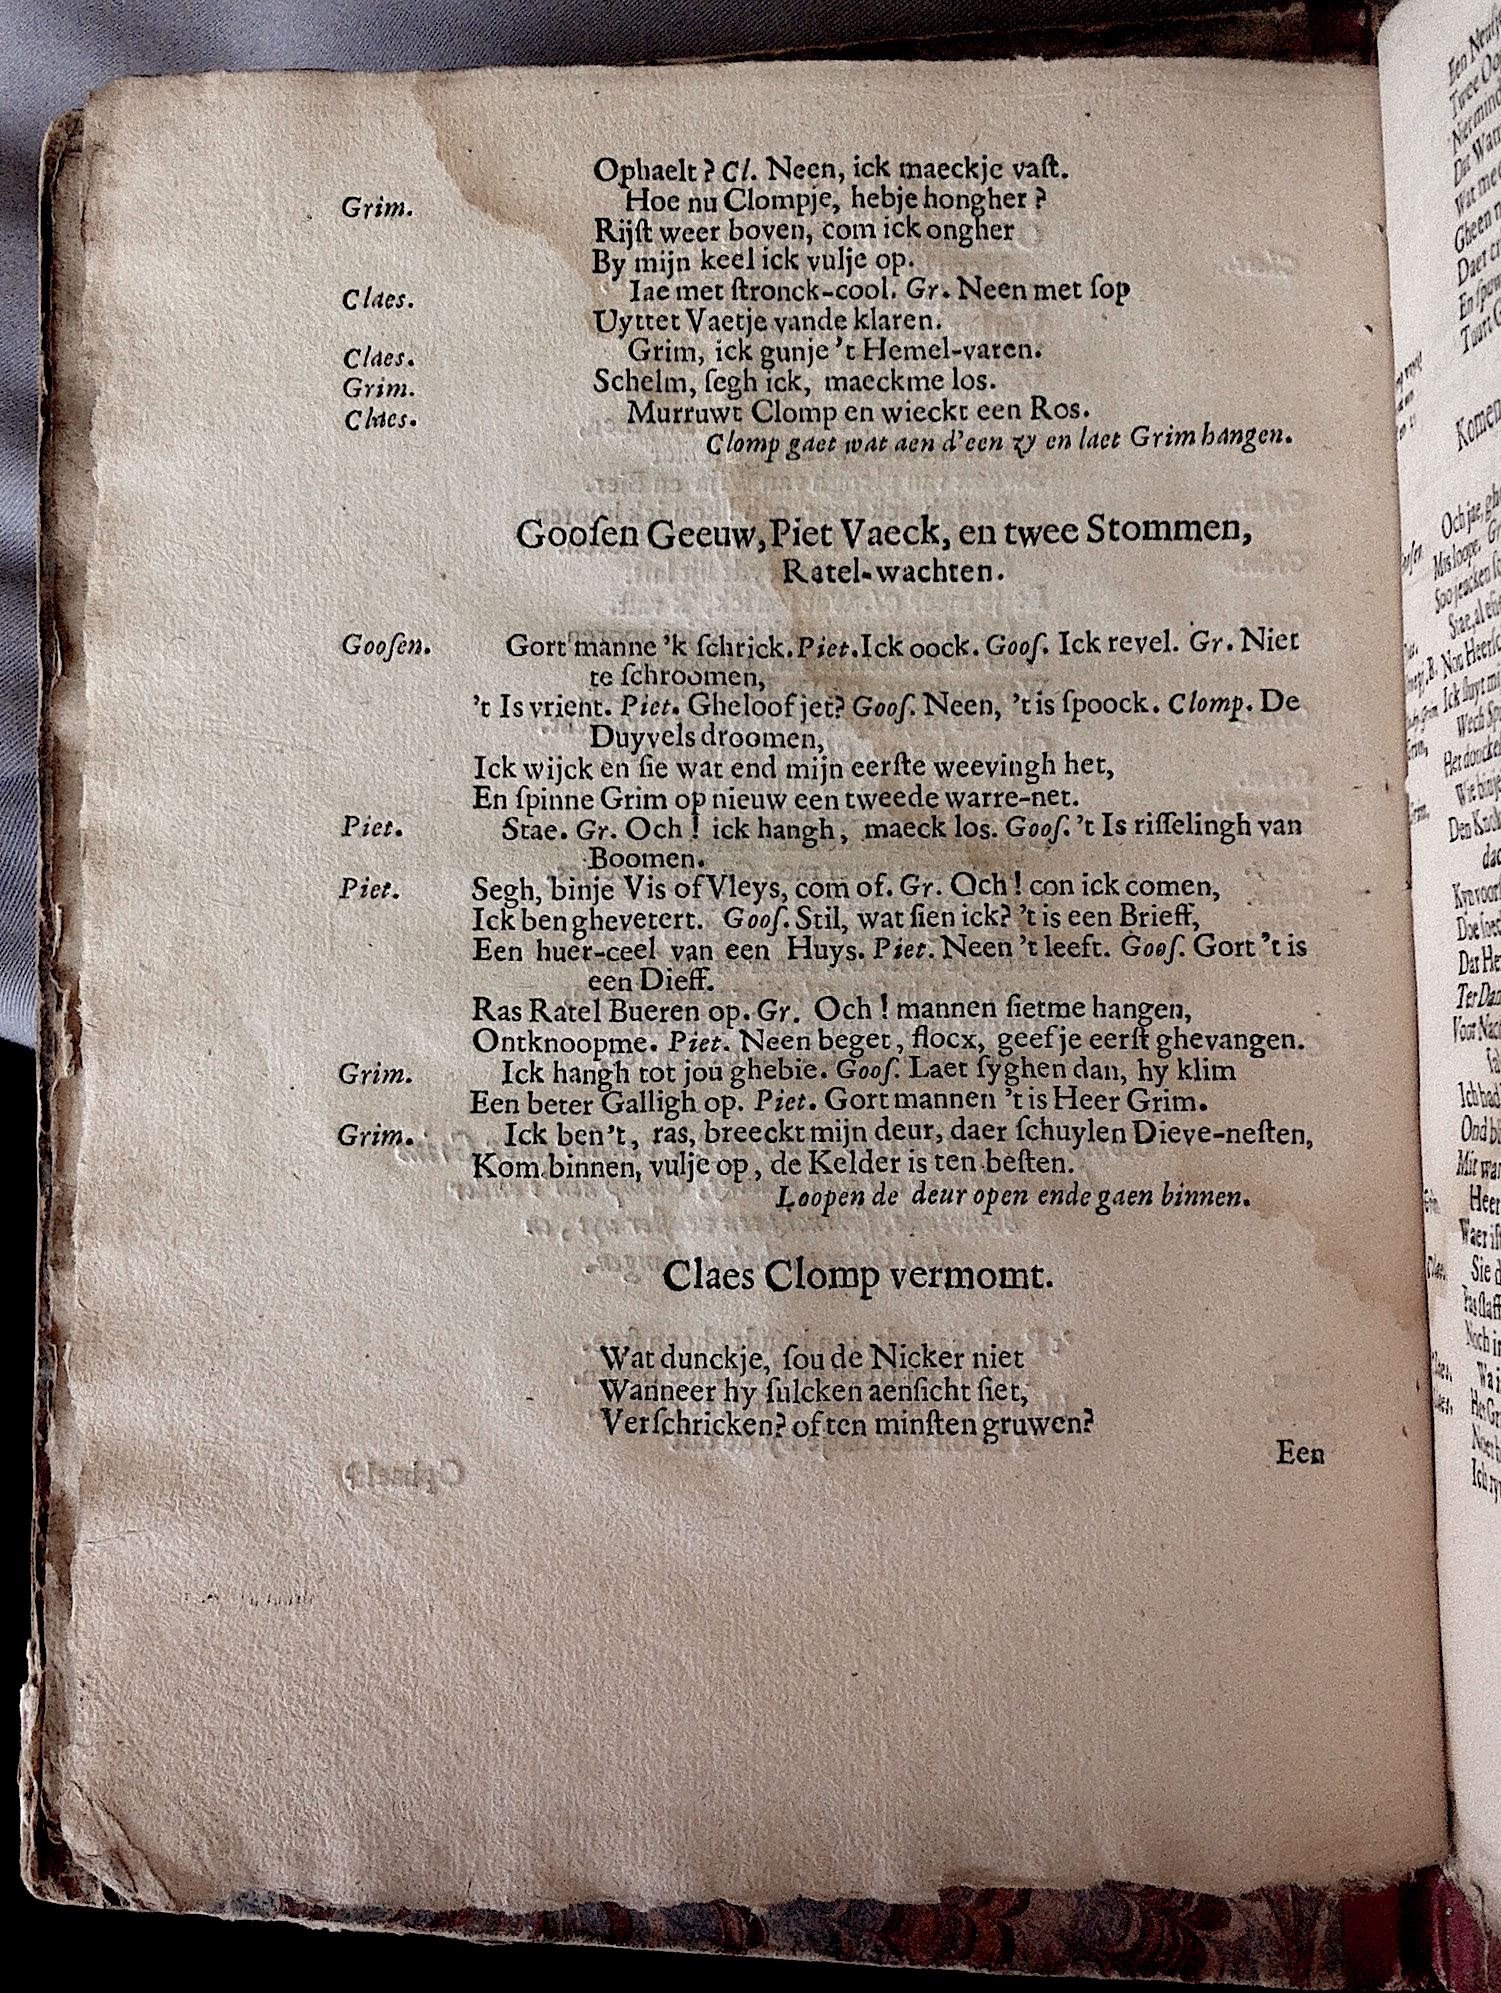 Ophaelt? Cl. Neen, ick maeckje vaſt.
Grim. Hoe nu Clompje, hebje hongher?
Rijſt weer boven, com ick ongher
By mijn keel ick vulje op.
Claes. Iae met ſtronck-cool. Gr. Neen met ſop
Uyttet Vaetje vande klaren.
Claes. Grim, ick gunje 't Hemel-varen.
Grim. Schelm, ſegh ick, maeckme los.
Claes. Murruwt Clomp en wieckt een Ros.
Clomp gaet wat aen d'een zy en laet Grim hangen.
Gooſen Geeuw, Piet Vaeck, en twee Stommen,
Ratel-wachten.
Gooſen. Gort manne 'k ſchrick. Piet. Ick oock. Gooſ. Ick revel. Gr. Niet
te ſchroomen,
't Is vrient. Piet. Gheloof jet? Gooſ. Neen, 't is ſpoock. Clomp. De
Duyvels droomen,
Ick wijck en ſie wat end mijn eerſte weevingh het,
En ſpinne Grim op nieuw een tweede warre-net.
Piet. Stae. Gr. Och! ick hangh, maeck los. Gooſ. 't Is riſſelingh van
Boomen.
Piet. Segh, binje Vis of Vleys, com of. Gr. Och! con ick comen,
Ick ben ghevetert. Gooſ. Stil, wat ſien ick? 't is een Brieff,
Een huer-ceel van een Huys. Piet. Neen 't leeft. Gooſ. Gort 't is
een Dieff.
Ras Ratel Bueren op. Gr. Och! mannen ſietme hangen,
Ontknoopme. Piet. Neen beget, flocx, geef je eerſt ghevangen.
Grim. Ick hangh tot jou ghebie. Gooſ. Laet ſyghen dan, hy klim
Een beter Galligh op. Piet. Gort mannen 't is Heer Grim.
Grim. Ick ben't, ras, breeckt mijn deur, daer ſchuylen Dieve-neſten,
Kom binnen, vulje op, de Kelder is ten beſten.
Loopen de deur open ende gaen binnen.
Claes Clomp vermomt.
Wat dunckje, ſou de Nicker niet
Wanneer hy ſulcken aenſicht ſiet,
Verſchricken? of ten minſten gruwen?
Een